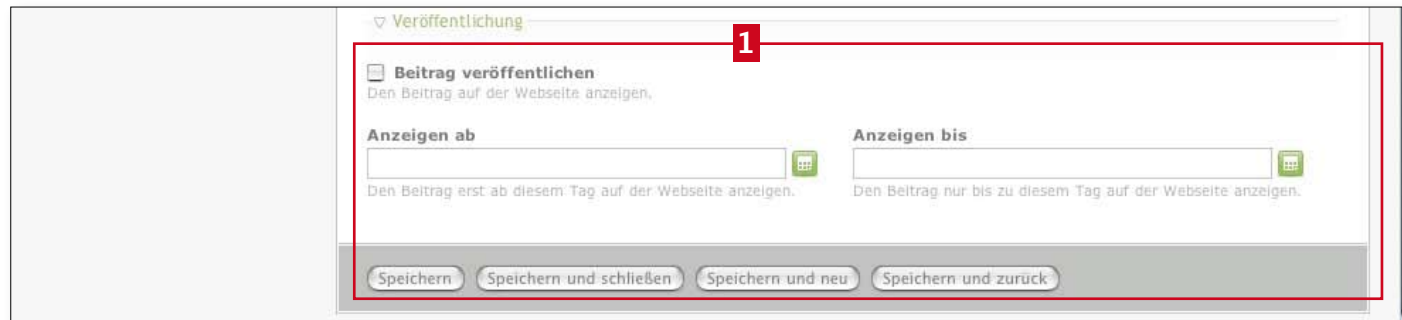 Veröffentlichung
1
Beitrag veröffentlichen
Den Beitrag auf der Webseite anzeigen.
Anzeigen ab Anzeigen bis
Den Beitrag erst ab diesem Tag auf der Webseite anzeigen. Den Beitrag nur bis zu diesem Tag auf der Webseite anzeigen.
Speichern Speichern und schließen Speichern und neu Speichern und zurück